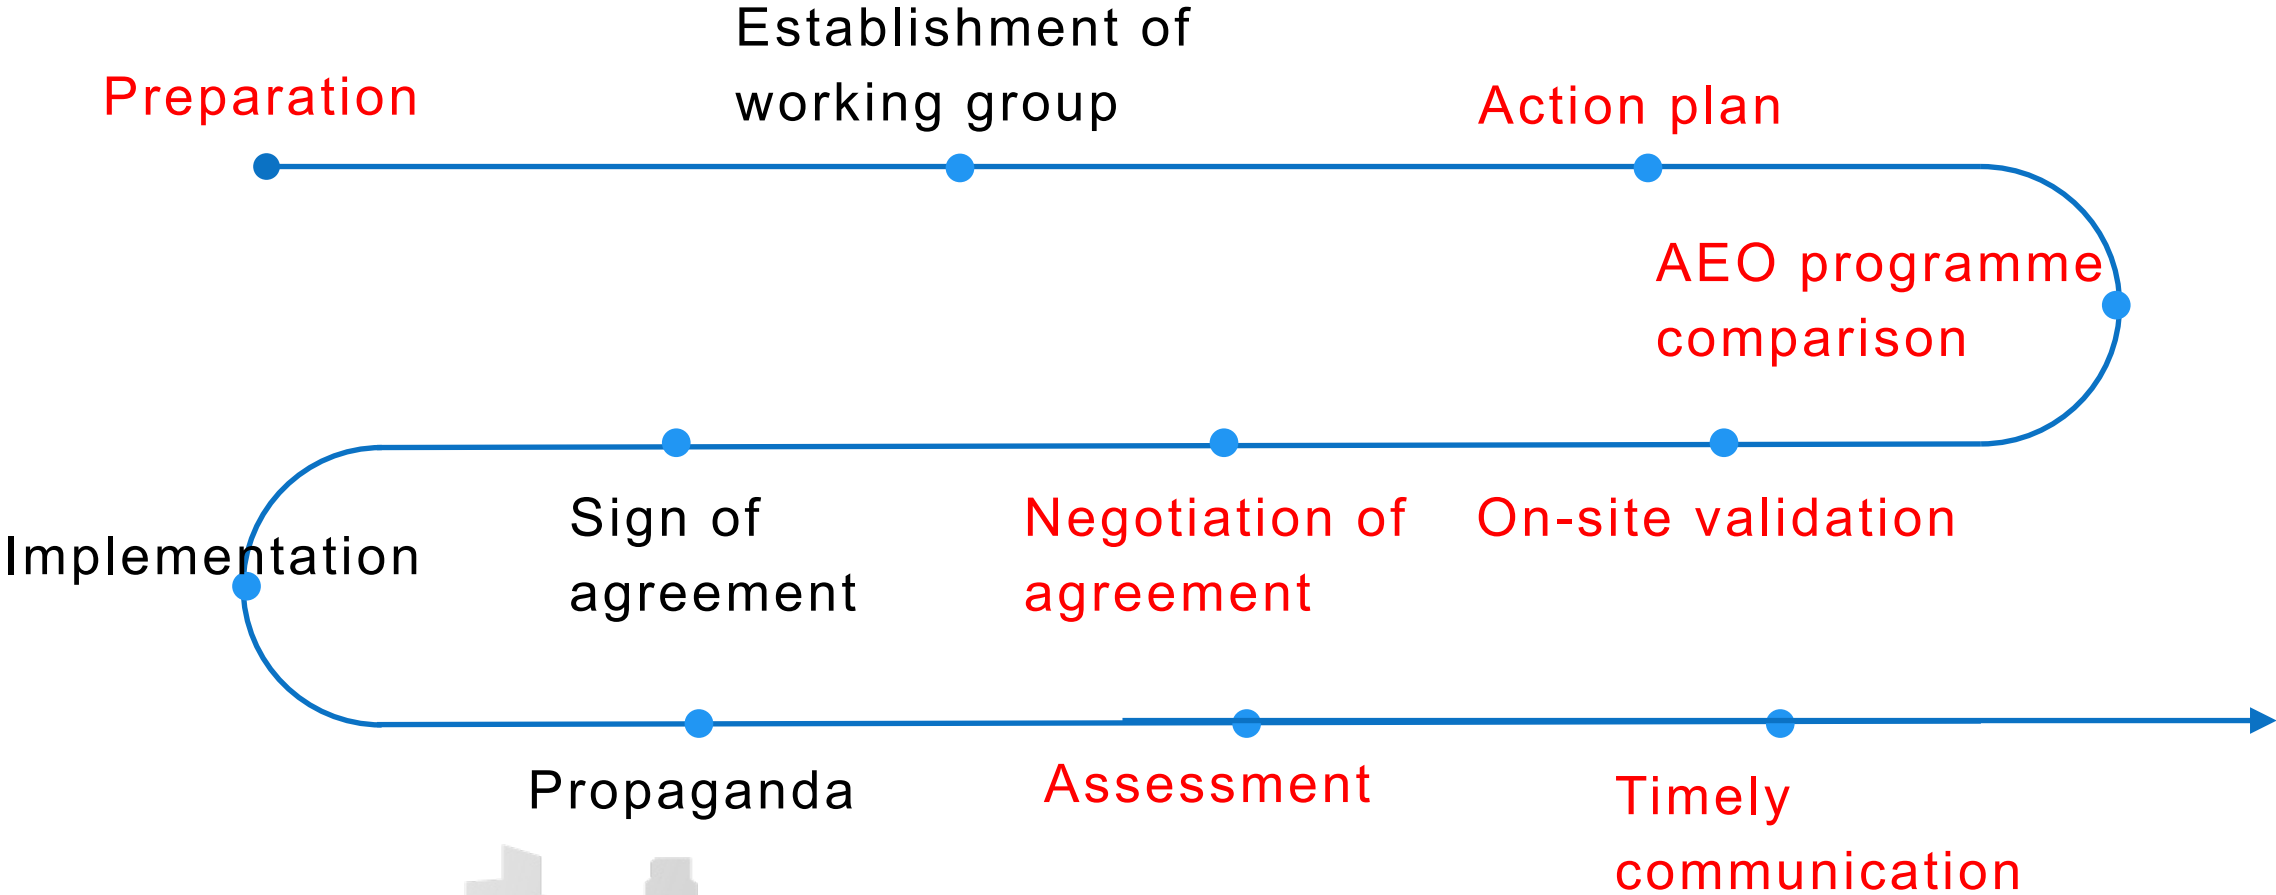 Preparation
Establishment of
working group
Action plan
AEO programme
comparison
On-site validation
Negotiation of
agreement
Sign of
agreement
Implementation
Propaganda
Assessment
Timely
communication